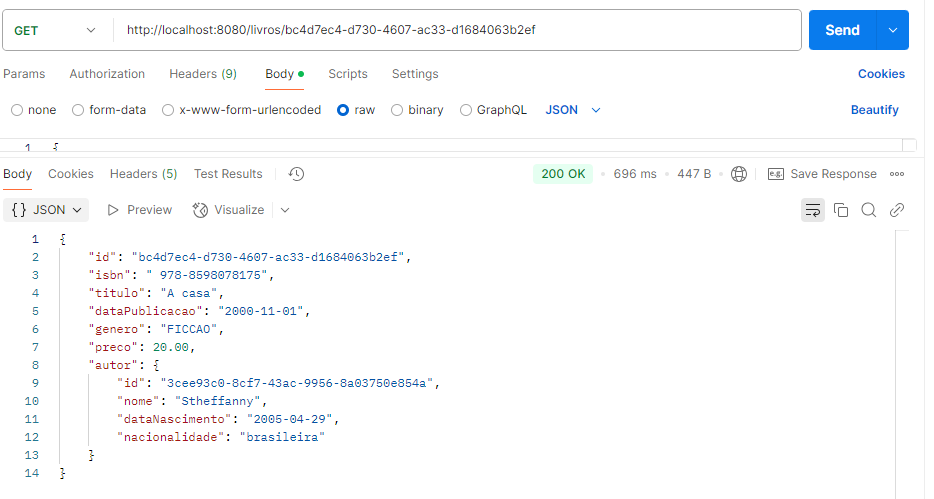 GET http://localhost:8080/livros/bc4d7ec4-d730-4607-ac33-d1684063b2ef Send
Params Authorization Headers (9) Body Scripts Settings Cookies
none form-data x-www-form-urlencoded raw binary GraphQL JSON Beautify
1 {
Body Cookies Headers (5) Test Results 200 OK • 696 ms • 447 B • e.g. Save Response
{} JSON Preview Visualize
1 {
2 "id": "bc4d7ec4-d730-4607-ac33-d1684063b2ef",
3 "isbn": " 978-8598078175",
4 "titulo": "A casa",
5 "dataPublicacao": "2000-11-01",
6 "genero": "FICCAO",
7 "preco": 20.00,
8 "autor": {
9 "id": "3cee93c0-8cf7-43ac-9956-8a03750e854a",
10 "nome": "Stheffanny",
11 "dataNascimento": "2005-04-29",
12 "nacionalidade": "brasileira"
13 }
14 }